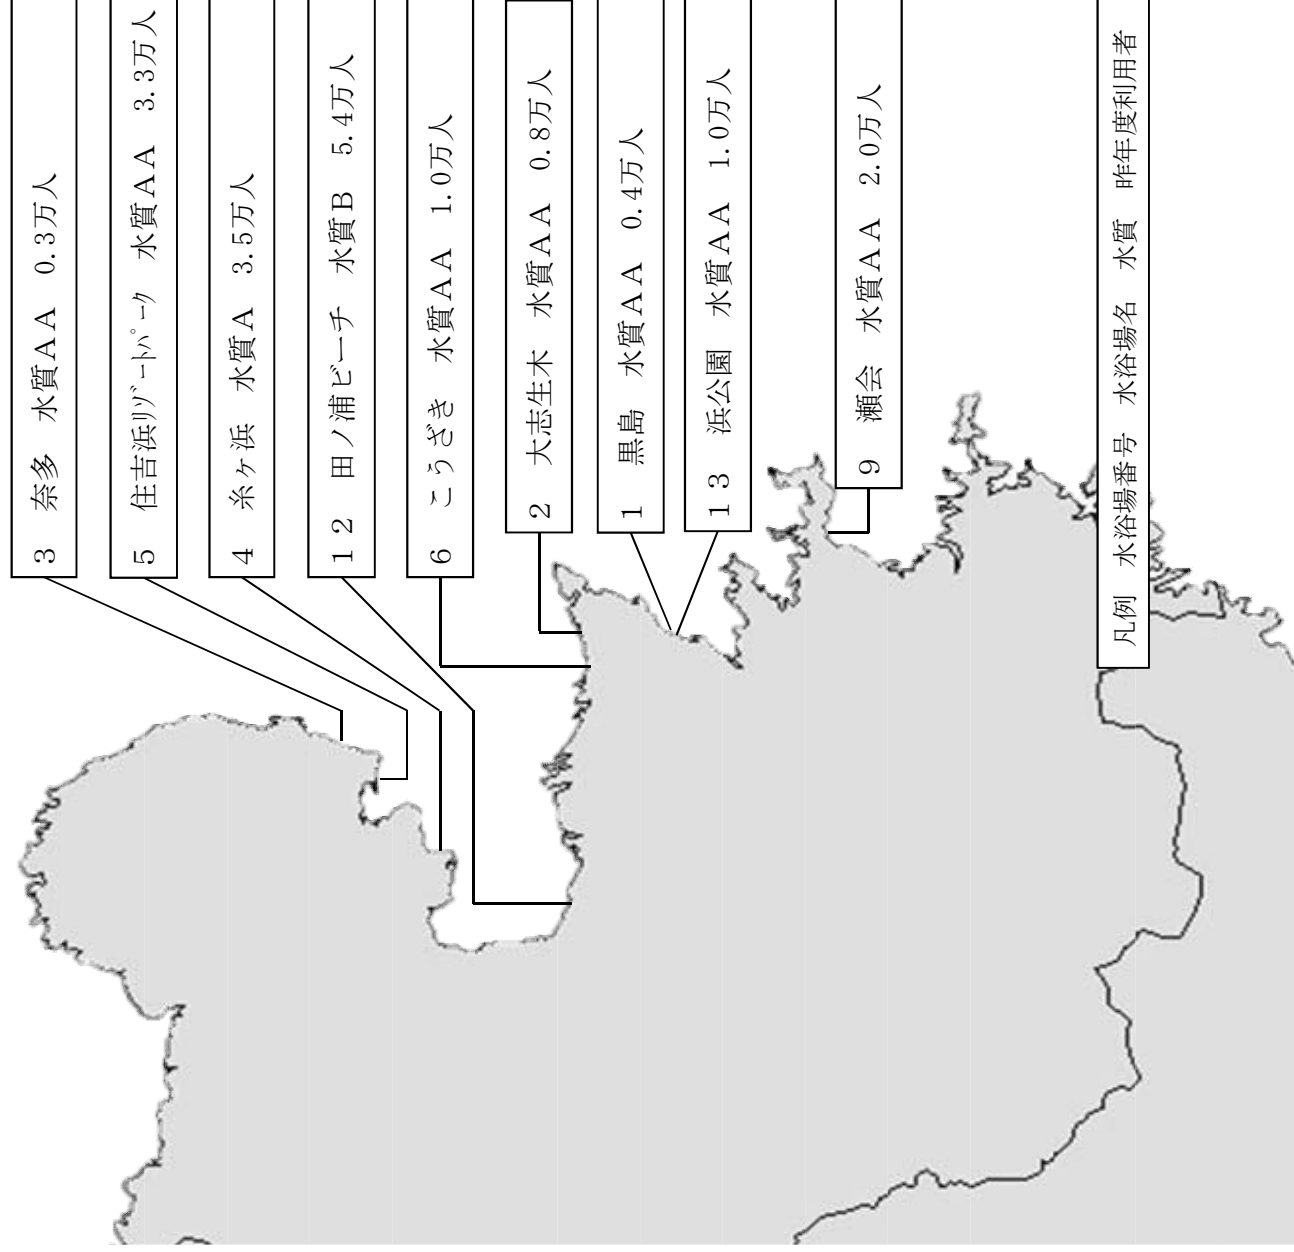 3　奈多　水質ＡＡ　0.3万人
5　住吉浜ﾘｿﾞｰﾄﾊﾟｰｸ　水質ＡＡ　3.3万人
4　糸ヶ浜　水質Ａ　3.5万人
12　田ノ浦ビーチ　水質Ｂ　5.4万人
6　こうざき　水質ＡＡ　1.0万人
2　大志生木　水質ＡＡ　0.8万人
1　黒島　水質ＡＡ　0.4万人
13　浜公園　水質ＡＡ　1.0万人
9　瀬会　水質ＡＡ　2.0万人
凡例　水浴場番号　水浴場名　水質　昨年度利用者